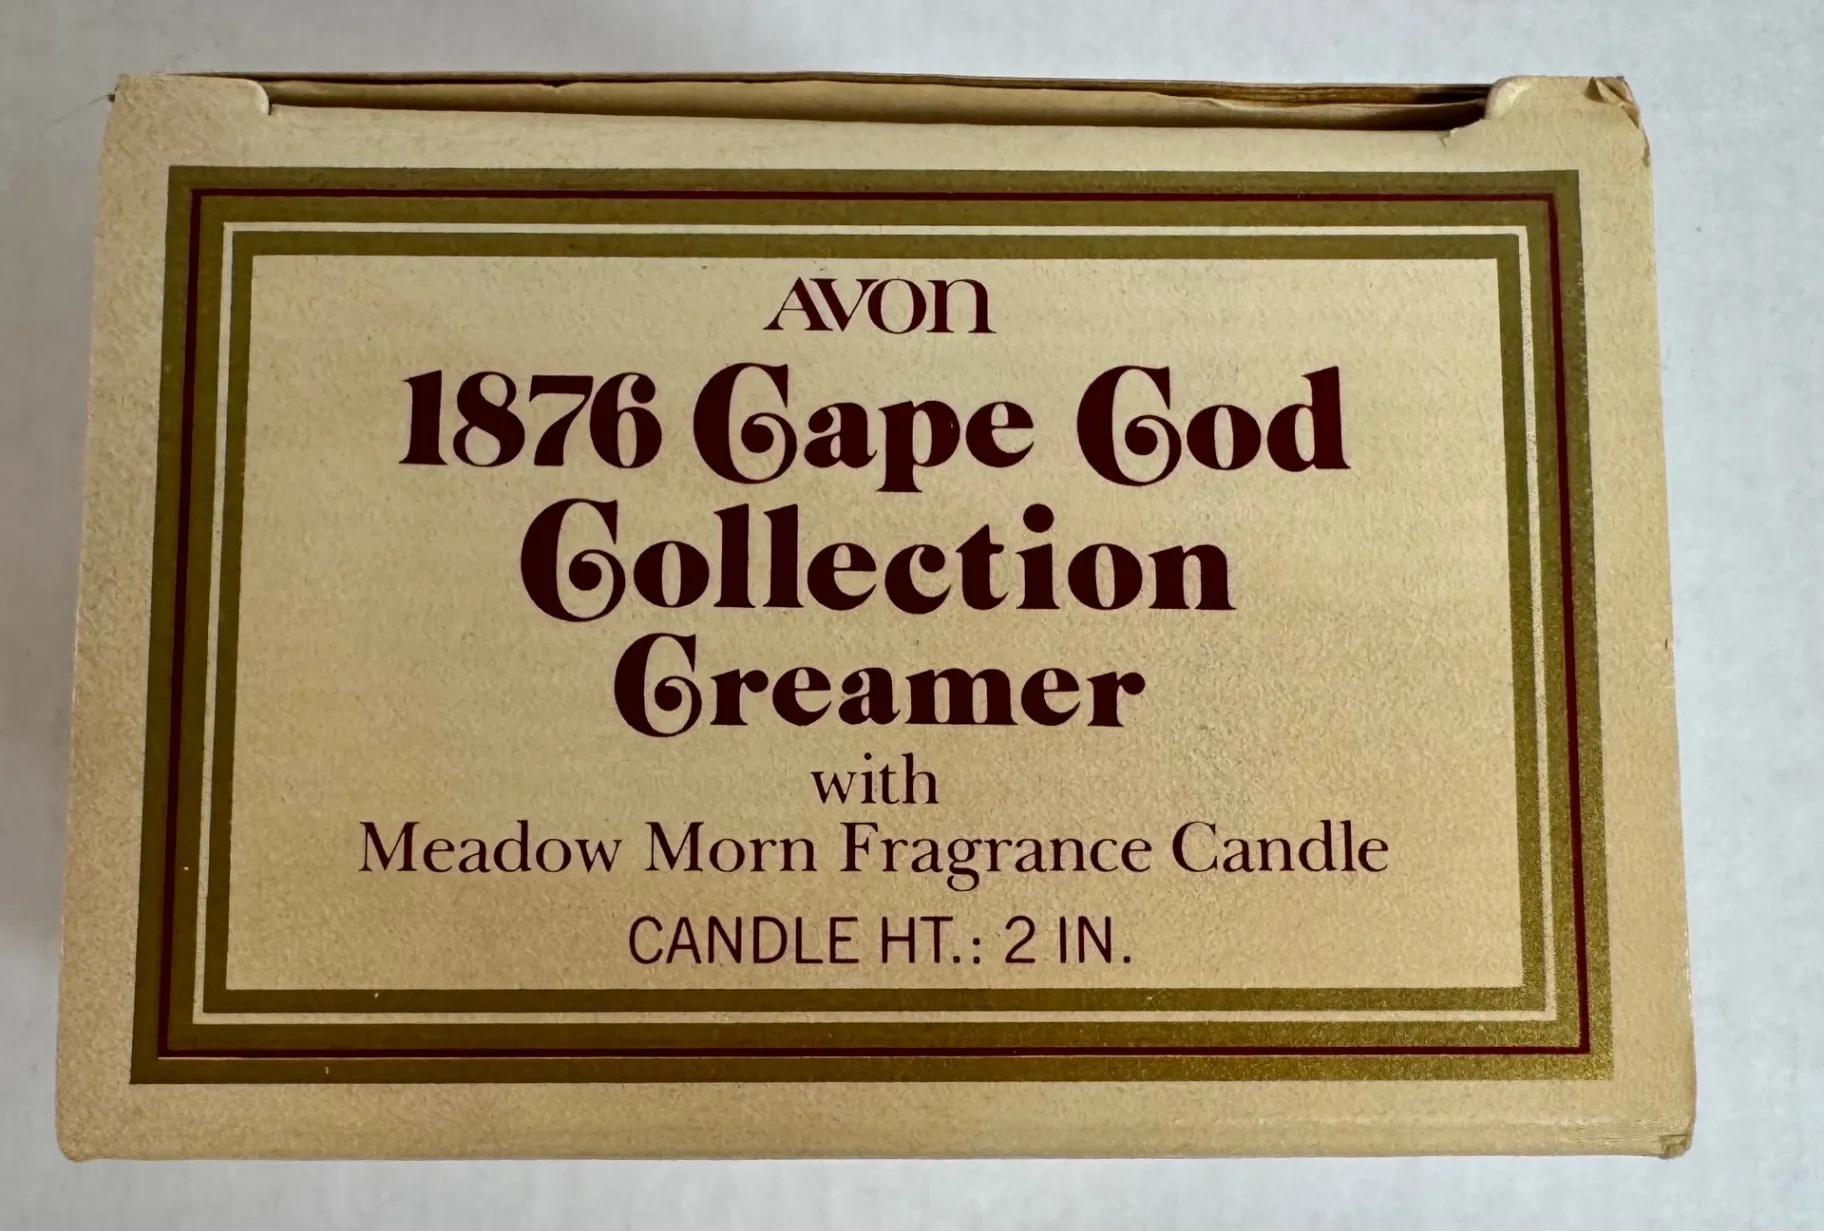 AVON
1876 Cape Cod
Collection
Creamer
with
Meadow Morn Fragrance Candle
CANDLE HT.: 2 IN.